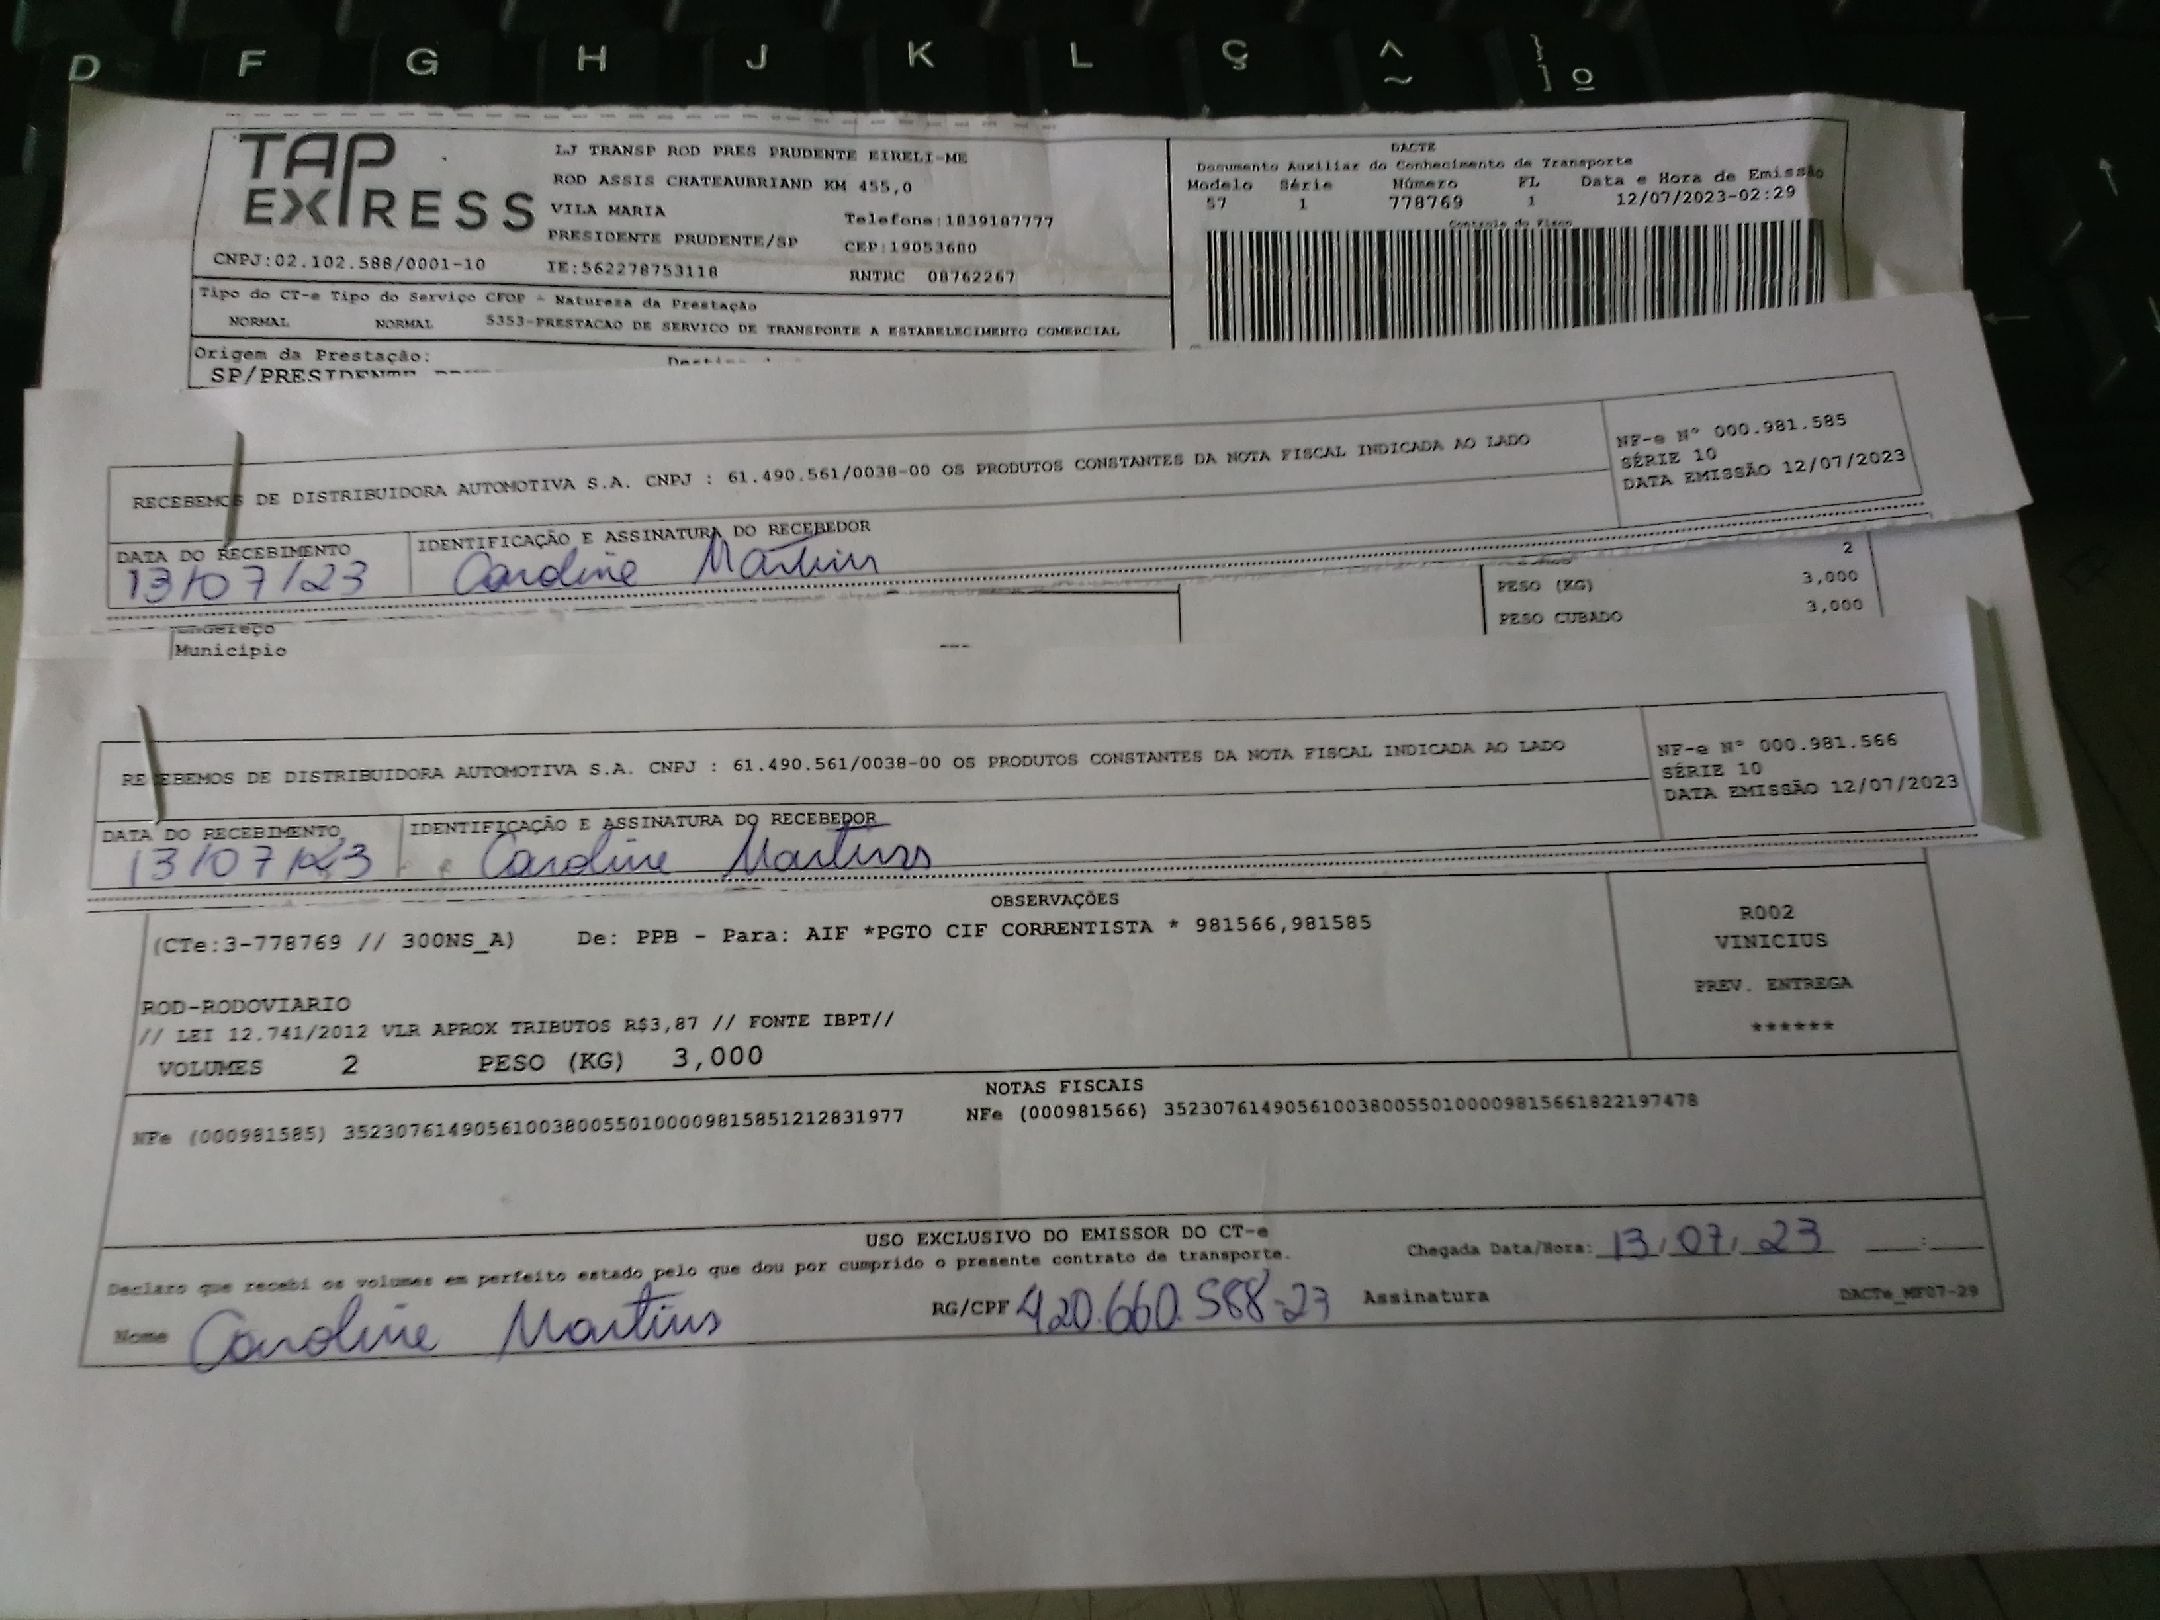 D F G H J K L Ç ^ ~ } ] º
TAP EXPRESS
LJ TRANSP ROD PRES PRUDENTE EIRELI-ME
ROD ASSIS CHATEAUBRIAND KM 455,0
VILA MARIA Telefone:1839187777
PRESIDENTE PRUDENTE/SP CEP:19053680
CNPJ:02.102.588/0001-10 IE:562278753118 RNTRC 08762267
DACTE
Documento Auxiliar do Conhecimento de Transporte
Modelo Série Número FL Data e Hora de Emissão
57 1 778769 1 12/07/2023-02:29
Controle do Fisco
Tipo do CT-e Tipo do Serviço CFOP - Natureza da Prestação
NORMAL NORMAL 5353-PRESTACAO DE SERVICO DE TRANSPORTE A ESTABELECIMENTO COMERCIAL
Origem da Prestação:
SP/PRESIDENTE
RECEBEMOS DE DISTRIBUIDORA AUTOMOTIVA S.A. CNPJ : 61.490.561/0038-00 OS PRODUTOS CONSTANTES DA NOTA FISCAL INDICADA AO LADO
NF-e Nº 000.981.585
SÉRIE 10
DATA EMISSÃO 12/07/2023
DATA DO RECEBIMENTO IDENTIFICAÇÃO E ASSINATURA DO RECEBEDOR
13/07/23 Caroline Martins
2
PESO (KG) 3,000
PESO CUBADO 3,000
Endereço
Município ---
RECEBEMOS DE DISTRIBUIDORA AUTOMOTIVA S.A. CNPJ : 61.490.561/0038-00 OS PRODUTOS CONSTANTES DA NOTA FISCAL INDICADA AO LADO
NF-e Nº 000.981.566
SÉRIE 10
DATA EMISSÃO 12/07/2023
DATA DO RECEBIMENTO IDENTIFICAÇÃO E ASSINATURA DO RECEBEDOR
13/07/23 Caroline Martins
OBSERVAÇÕES
(CTe:3-778769 // 300NS_A) De: PPB - Para: AIF *PGTO CIF CORRENTISTA * 981566,981585
R002
VINICIUS
PREV. ENTREGA
******
ROD-RODOVIARIO
// LEI 12.741/2012 VLR APROX TRIBUTOS R$3,87 // FONTE IBPT//
VOLUMES 2 PESO (KG) 3,000
NOTAS FISCAIS
NFe (000981585) 35230761490561003800550100009815851212831977 NFe (000981566) 35230761490561003800550100009815661822197478
USO EXCLUSIVO DO EMISSOR DO CT-e
Declaro que recebi os volumes em perfeito estado pelo que dou por cumprido o presente contrato de transporte.
Chegada Data/Hora: 13/07/23 ____:____
Nome Caroline Martins RG/CPF 420.660.588-23 Assinatura DACTe_MF07-29